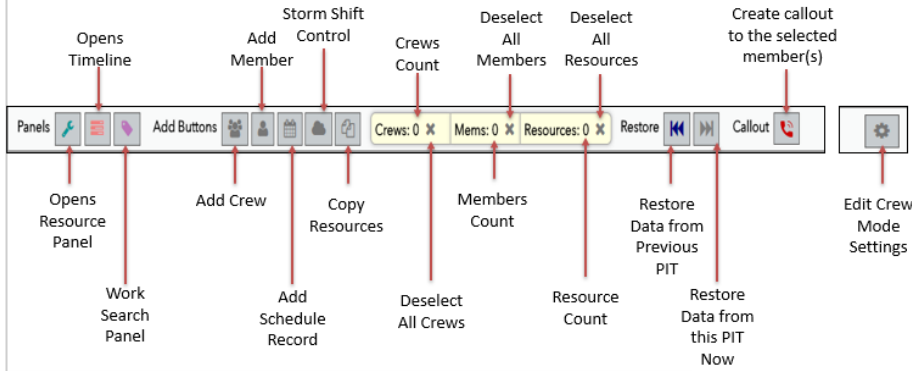 Storm Shift
Control
Opens
Timeline
Add
Member
Crews
Count
Deselect
All
Members
Deselect
All
Resources
Create callout
to the selected
member(s)
Panels Add Buttons Crews: 0 Mems: 0 Resources: 0 Restore Callout
Opens
Resource
Panel
Add Crew
Copy
Resources
Members
Count
Restore
Data from
Previous
PIT
Edit Crew
Mode
Settings
Work
Search
Panel
Add
Schedule
Record
Deselect
All Crews
Resource
Count
Restore
Data from
this PIT
Now